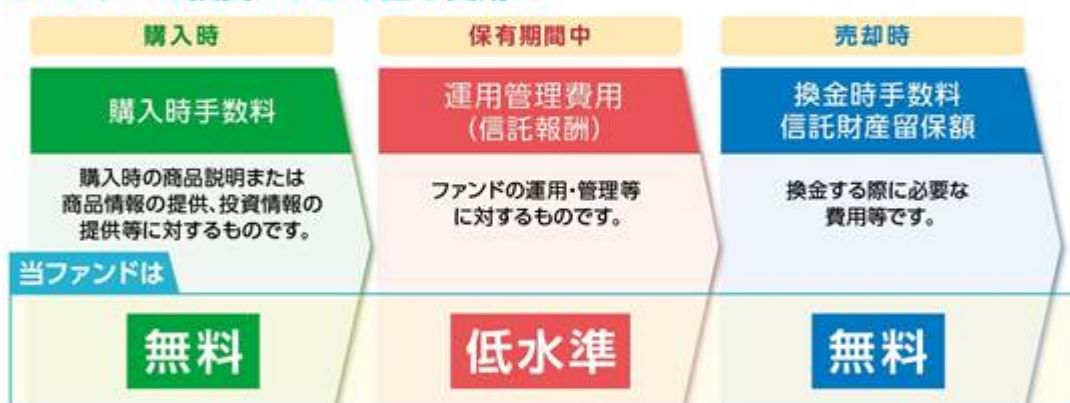 購入時
購入時手数料
購入時の商品説明または
商品情報の提供、投資情報の
提供等に対するものです。
保有期間中
運用管理費用
(信託報酬)
ファンドの運用・管理等
に対するものです。
売却時
換金時手数料
信託財産留保額
換金する際に必要な
費用等です。
当ファンドは
無料
低水準
無料